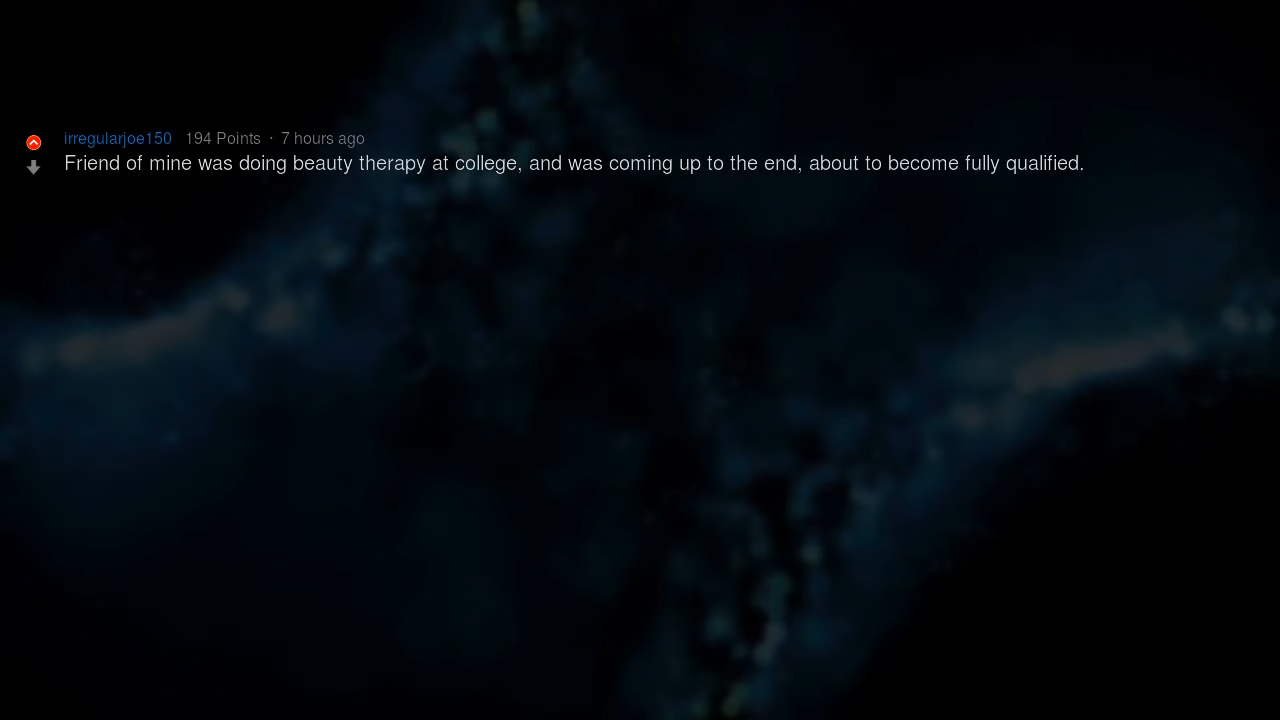 irregularjoe150 194 Points · 7 hours ago
Friend of mine was doing beauty therapy at college, and was coming up to the end, about to become fully qualified.